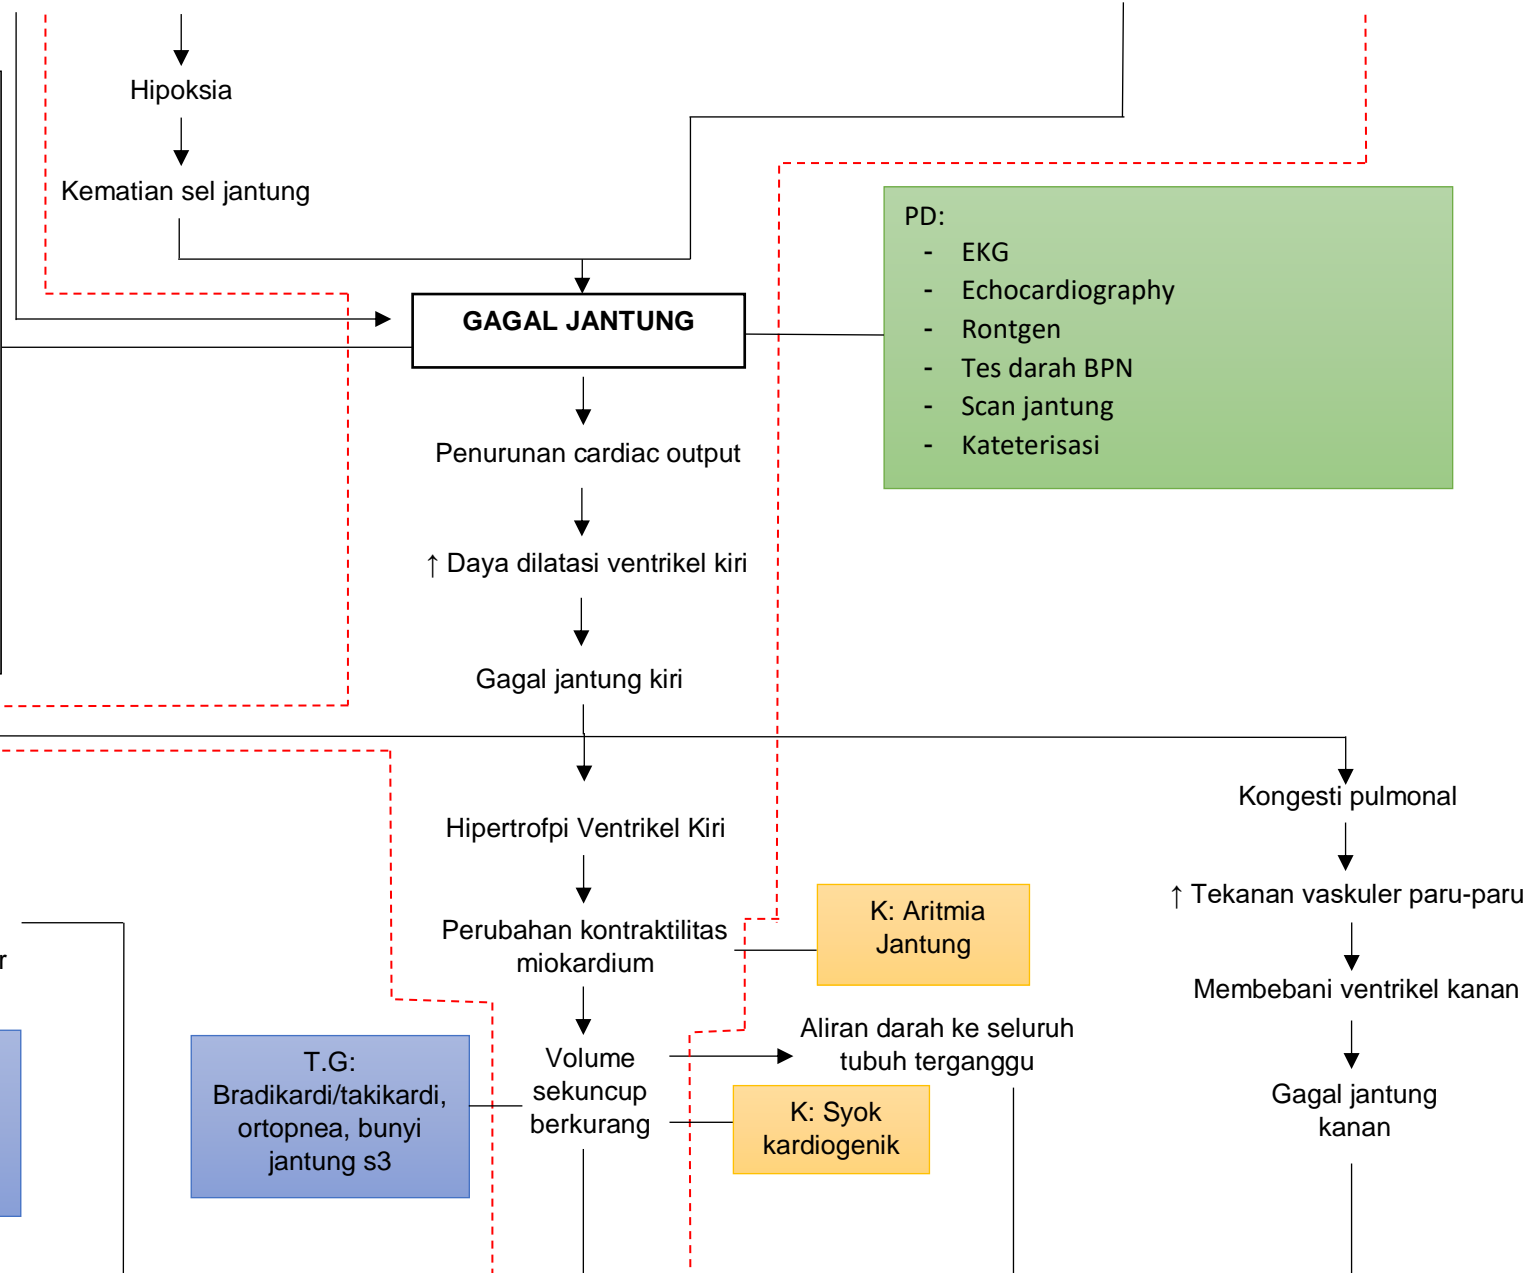 Hipoksia
Kematian sel jantung
GAGAL JANTUNG
PD:
- EKG
- Echocardiography
- Rontgen
- Tes darah BPN
- Scan jantung
- Kateterisasi
Penurunan cardiac output
↑ Daya dilatasi ventrikel kiri
Gagal jantung kiri
Hipertrofpi Ventrikel Kiri
Perubahan kontraktilitas
miokardium
K: Aritmia
Jantung
r
T.G:
Bradikardi/takikardi,
ortopnea, bunyi
jantung s3
Volume
sekuncup
berkurang
Aliran darah ke seluruh
tubuh terganggu
K: Syok
kardiogenik
Kongesti pulmonal
↑ Tekanan vaskuler paru-paru
Membebani ventrikel kanan
Gagal jantung
kanan